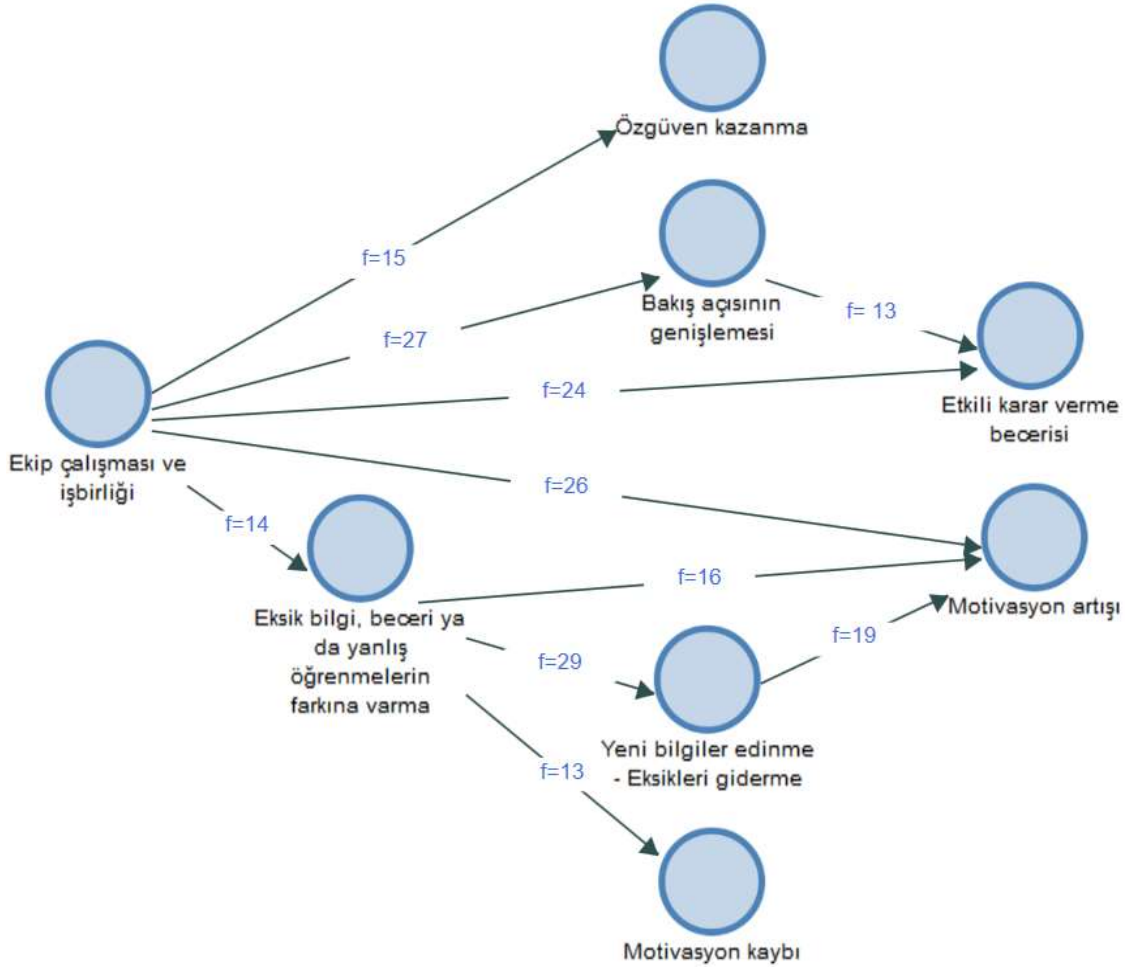 Özgüven kazanma
f=15
Bakış açısının
genişlemesi
f= 13
f=27
f=24
Etkili karar verme
becerisi
Ekip çalışması ve
işbirliği
f=26
f=14
f=16
Motivasyon artışı
Eksik bilgi, beceri ya
da yanlış
öğrenmelerin
farkına varma
f=19
f=29
Yeni bilgiler edinme
- Eksikleri giderme
f=13
Motivasyon kaybı